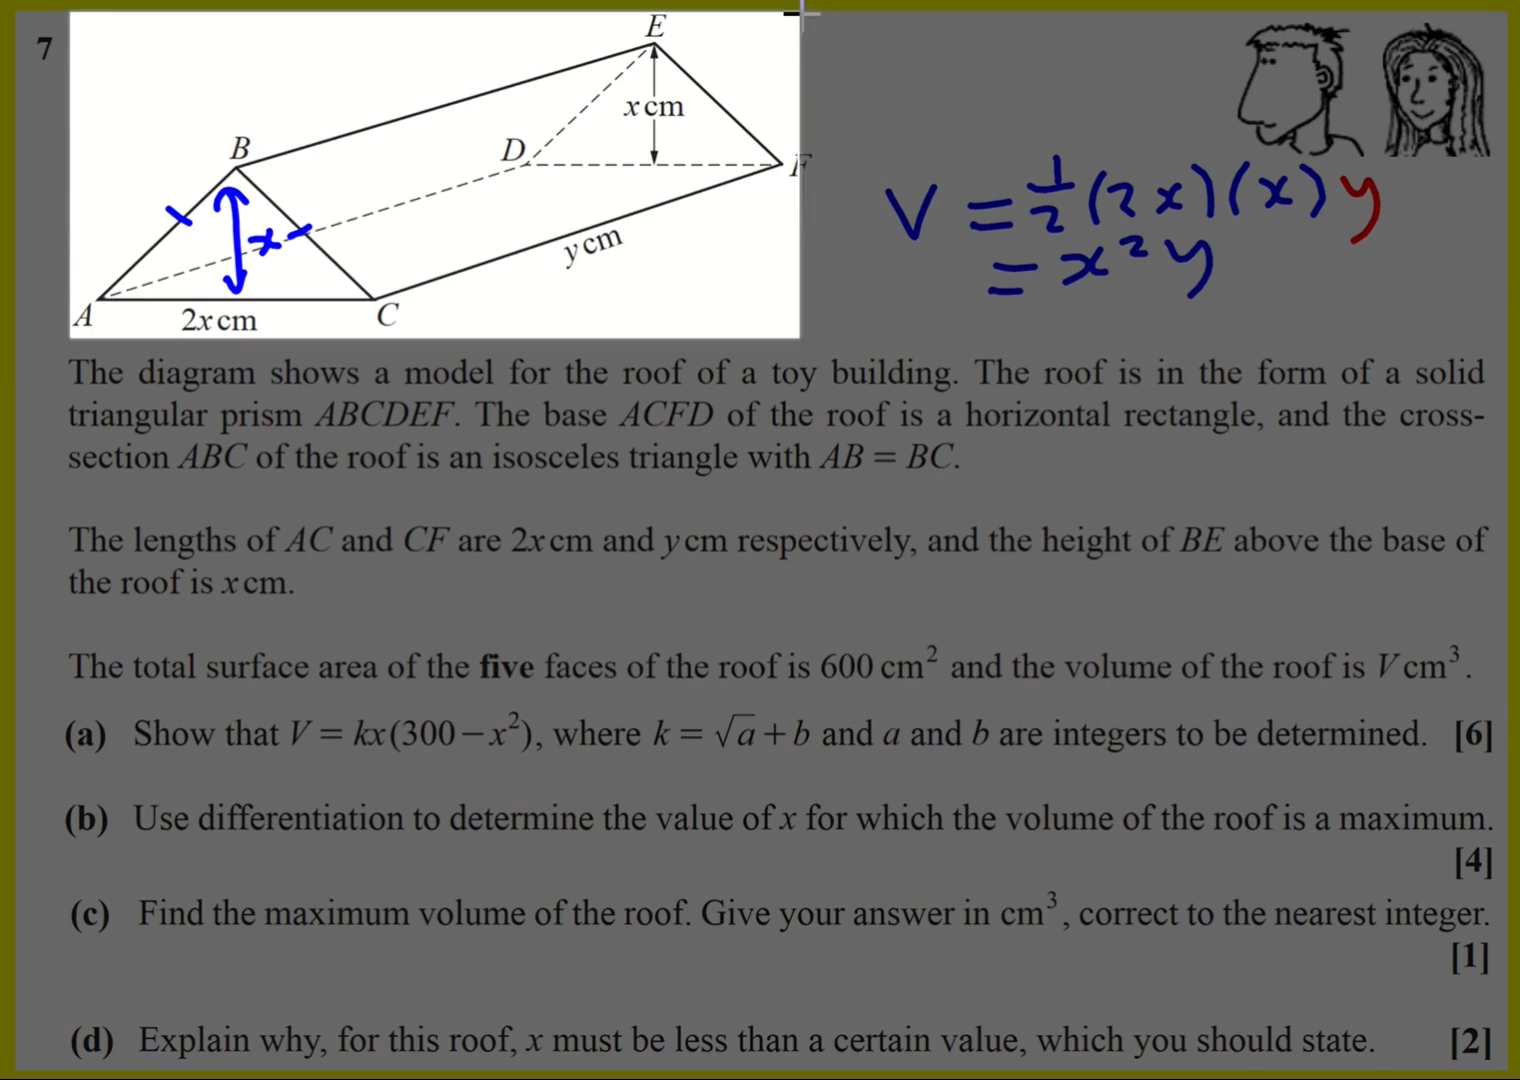 7
E
x cm
B
D
F
V = 1/2 (2x)(x) y
= x² y
x
y cm
A
2x cm
C
The diagram shows a model for the roof of a toy building. The roof is in the form of a solid
triangular prism ABCDEF. The base ACFD of the roof is a horizontal rectangle, and the cross-
section ABC of the roof is an isosceles triangle with AB = BC.
The lengths of AC and CF are 2x cm and y cm respectively, and the height of BE above the base of
the roof is x cm.
The total surface area of the five faces of the roof is 600 cm² and the volume of the roof is V cm³.
(a) Show that V = kx(300 − x²), where k = √a + b and a and b are integers to be determined. [6]
(b) Use differentiation to determine the value of x for which the volume of the roof is a maximum.
[4]
(c) Find the maximum volume of the roof. Give your answer in cm³, correct to the nearest integer.
[1]
(d) Explain why, for this roof, x must be less than a certain value, which you should state. [2]